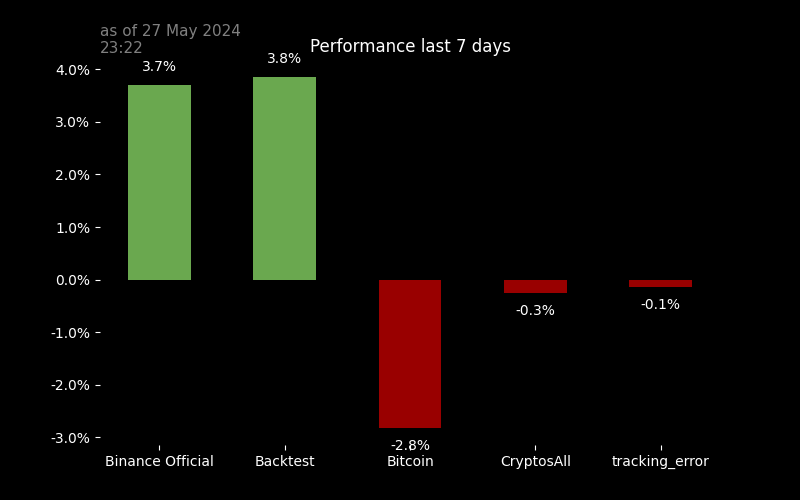 as of 27 May 2024
23:22
Performance last 7 days
4.0%
3.0%
2.0%
1.0%
0.0%
-1.0%
-2.0%
-3.0%
3.7%
3.8%
-2.8%
-0.3%
-0.1%
Binance Official
Backtest
Bitcoin
CryptosAll
tracking_error